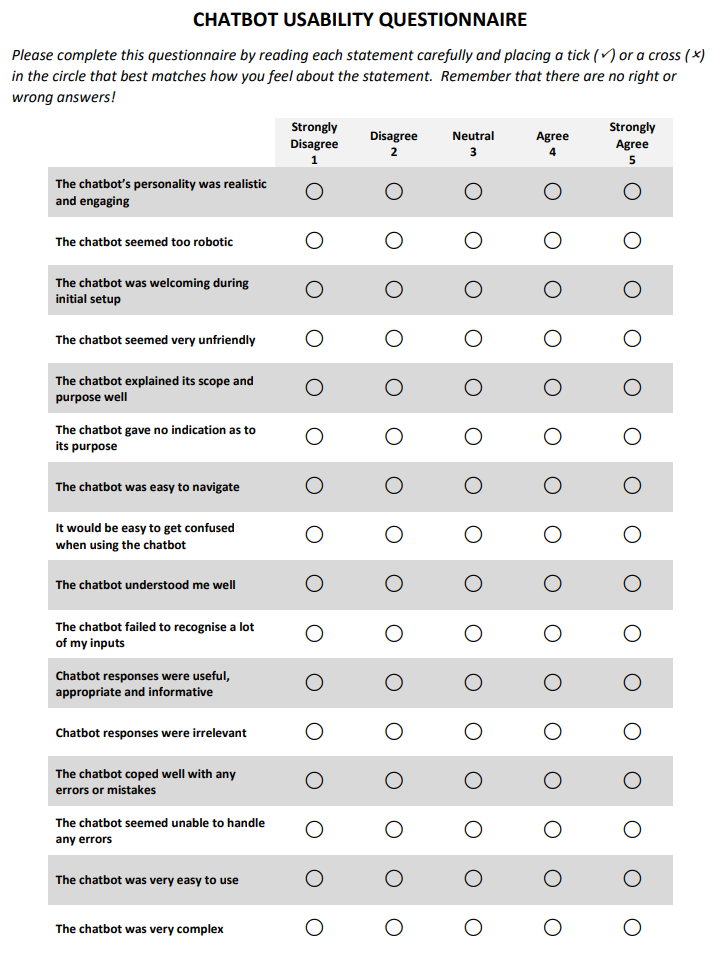 CHATBOT USABILITY QUESTIONNAIRE
Please complete this questionnaire by reading each statement carefully and placing a tick (✓) or a cross (×)
in the circle that best matches how you feel about the statement.  Remember that there are no right or
wrong answers!
Strongly
Disagree
1
Disagree
2
Neutral
3
Agree
4
Strongly
Agree
5
The chatbot’s personality was realistic
and engaging
The chatbot seemed too robotic
The chatbot was welcoming during
initial setup
The chatbot seemed very unfriendly
The chatbot explained its scope and
purpose well
The chatbot gave no indication as to
its purpose
The chatbot was easy to navigate
It would be easy to get confused
when using the chatbot
The chatbot understood me well
The chatbot failed to recognise a lot
of my inputs
Chatbot responses were useful,
appropriate and informative
Chatbot responses were irrelevant
The chatbot coped well with any
errors or mistakes
The chatbot seemed unable to handle
any errors
The chatbot was very easy to use
The chatbot was very complex